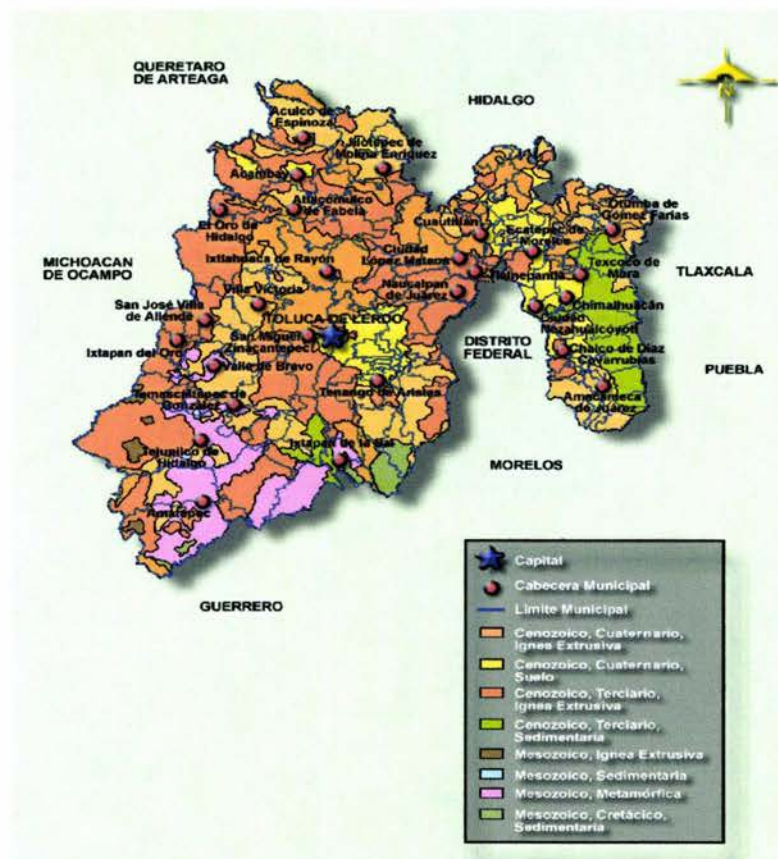 QUERETARO
DE ARTEAGA
HIDALGO
N
Aculco de
Espinoza
Jilotepec de
Molina Enríquez
Acambay
Atlacomulco
de Fabela
El Oro de
Hidalgo
Cuautitlán
Ecatepec de
Morelos
Otumba de
Gómez Farías
Ixtlahuaca de Rayón
Ciudad
López Mateos
Tlalnepantla
Texcoco de
Mora
MICHOACAN
DE OCAMPO
TLAXCALA
Villa Victoria
Naucalpan
de Juárez
Chimalhuacán
San José Villa
de Allende
TOLUCA DE LERDO
Ciudad
Nezahualcóyotl
San Miguel
Zinacantepec
DISTRITO
FEDERAL
Chalco de Díaz
Covarrubias
Ixtapan del Oro
Valle de Bravo
PUEBLA
Tenango de Arista
Amecameca
de Juárez
Temascaltepec de
González
Tejupilco de
Hidalgo
Ixtapan de la Sal
MORELOS
Amatepec
GUERRERO
Capital
Cabecera Municipal
Límite Municipal
Cenozoico, Cuaternario,
Ignea Extrusiva
Cenozoico, Cuaternario,
Suelo
Cenozoico, Terciario,
Ignea Extrusiva
Cenozoico, Terciario,
Sedimentaria
Mesozoico, Ignea Extrusiva
Mesozoico, Sedimentaria
Mesozoico, Metamórfica
Mesozoico, Cretácico,
Sedimentaria